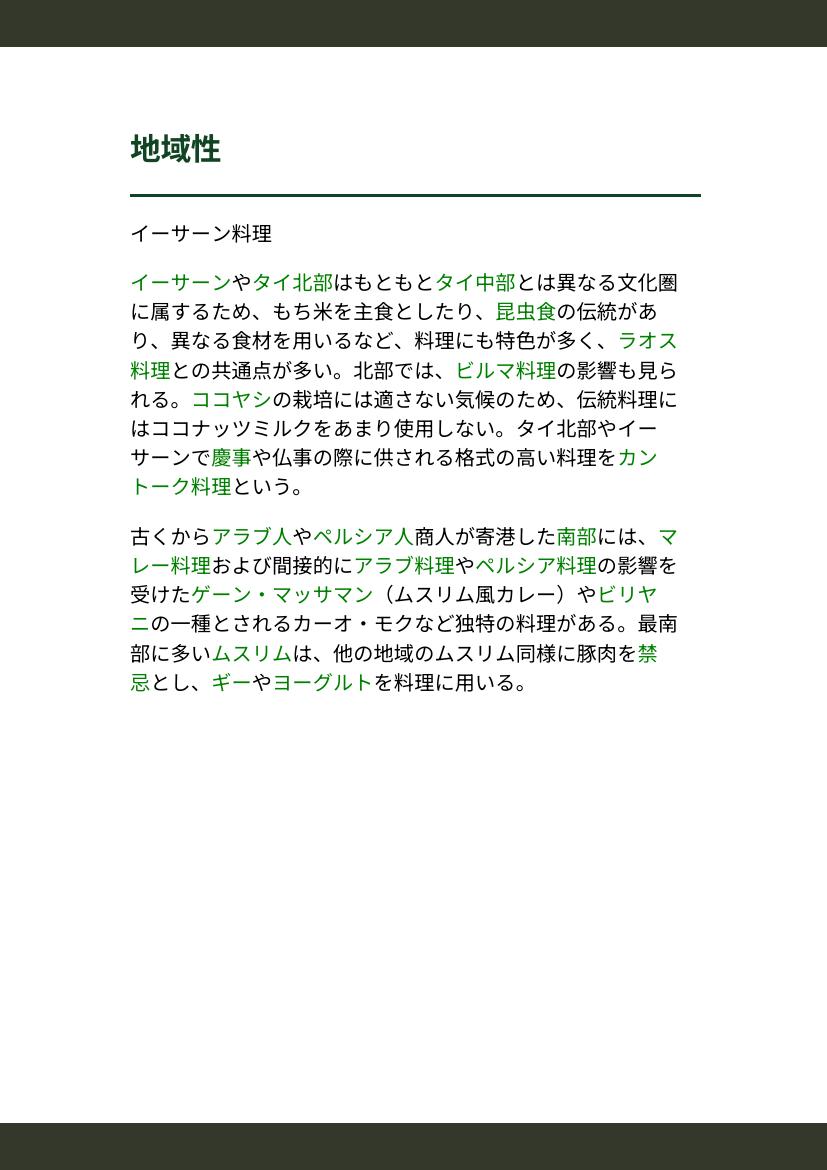 地域性
イーサーン料理
イーサーンやタイ北部はもともとタイ中部とは異なる文化圏
に属するため、もち米を主食としたり、昆虫食の伝統があ
り、異なる食材を用いるなど、料理にも特色が多く、ラオス
料理との共通点が多い。北部では、ビルマ料理の影響も見ら
れる。ココヤシの栽培には適さない気候のため、伝統料理に
はココナッツミルクをあまり使用しない。タイ北部やイー
サーンで慶事や仏事の際に供される格式の高い料理をカン
トーク料理という。
古くからアラブ人やペルシア人商人が寄港した南部には、マ
レー料理および間接的にアラブ料理やペルシア料理の影響を
受けたゲーン・マッサマン（ムスリム風カレー）やビリヤ
ニの一種とされるカーオ・モクなど独特の料理がある。最南
部に多いムスリムは、他の地域のムスリム同様に豚肉を禁
忌とし、ギーやヨーグルトを料理に用いる。